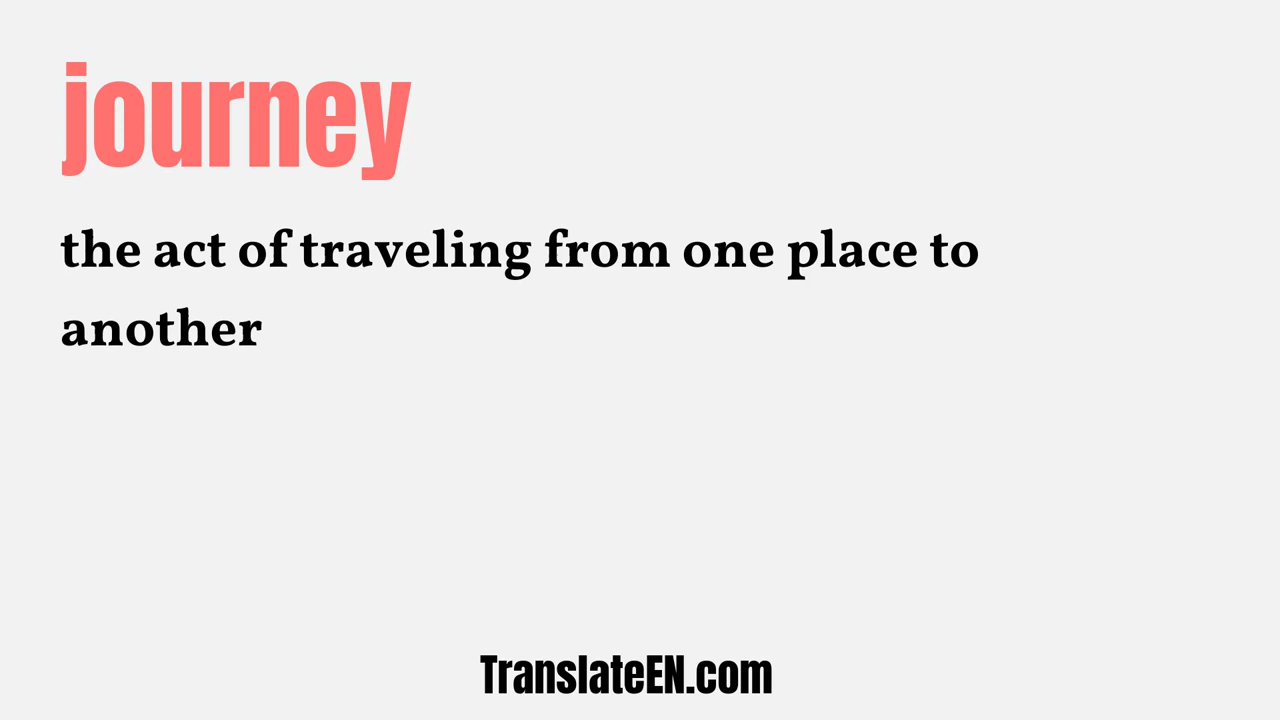 journey
the act of traveling from one place to
another
TranslateEN.com